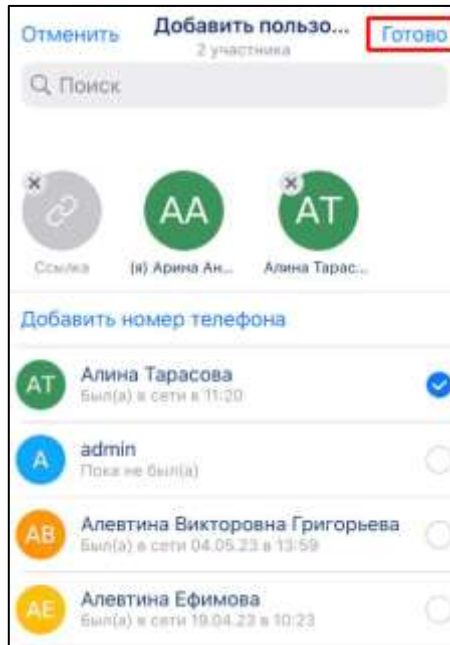 Отменить
Добавить пользо...
Готово
2 участника
Поиск
АА
АТ
Ссылка
(я) Арина Ан...
Алина Тарас...
Добавить номер телефона
АТ
Алина Тарасова
Был(а) в сети в 11:20
А
admin
Пока не был(а)
АВ
Алевтина Викторовна Григорьева
Был(а) в сети 04.05.23 в 13:59
АЕ
Алевтина Ефимова
Был(а) в сети 19.04.23 в 10:23